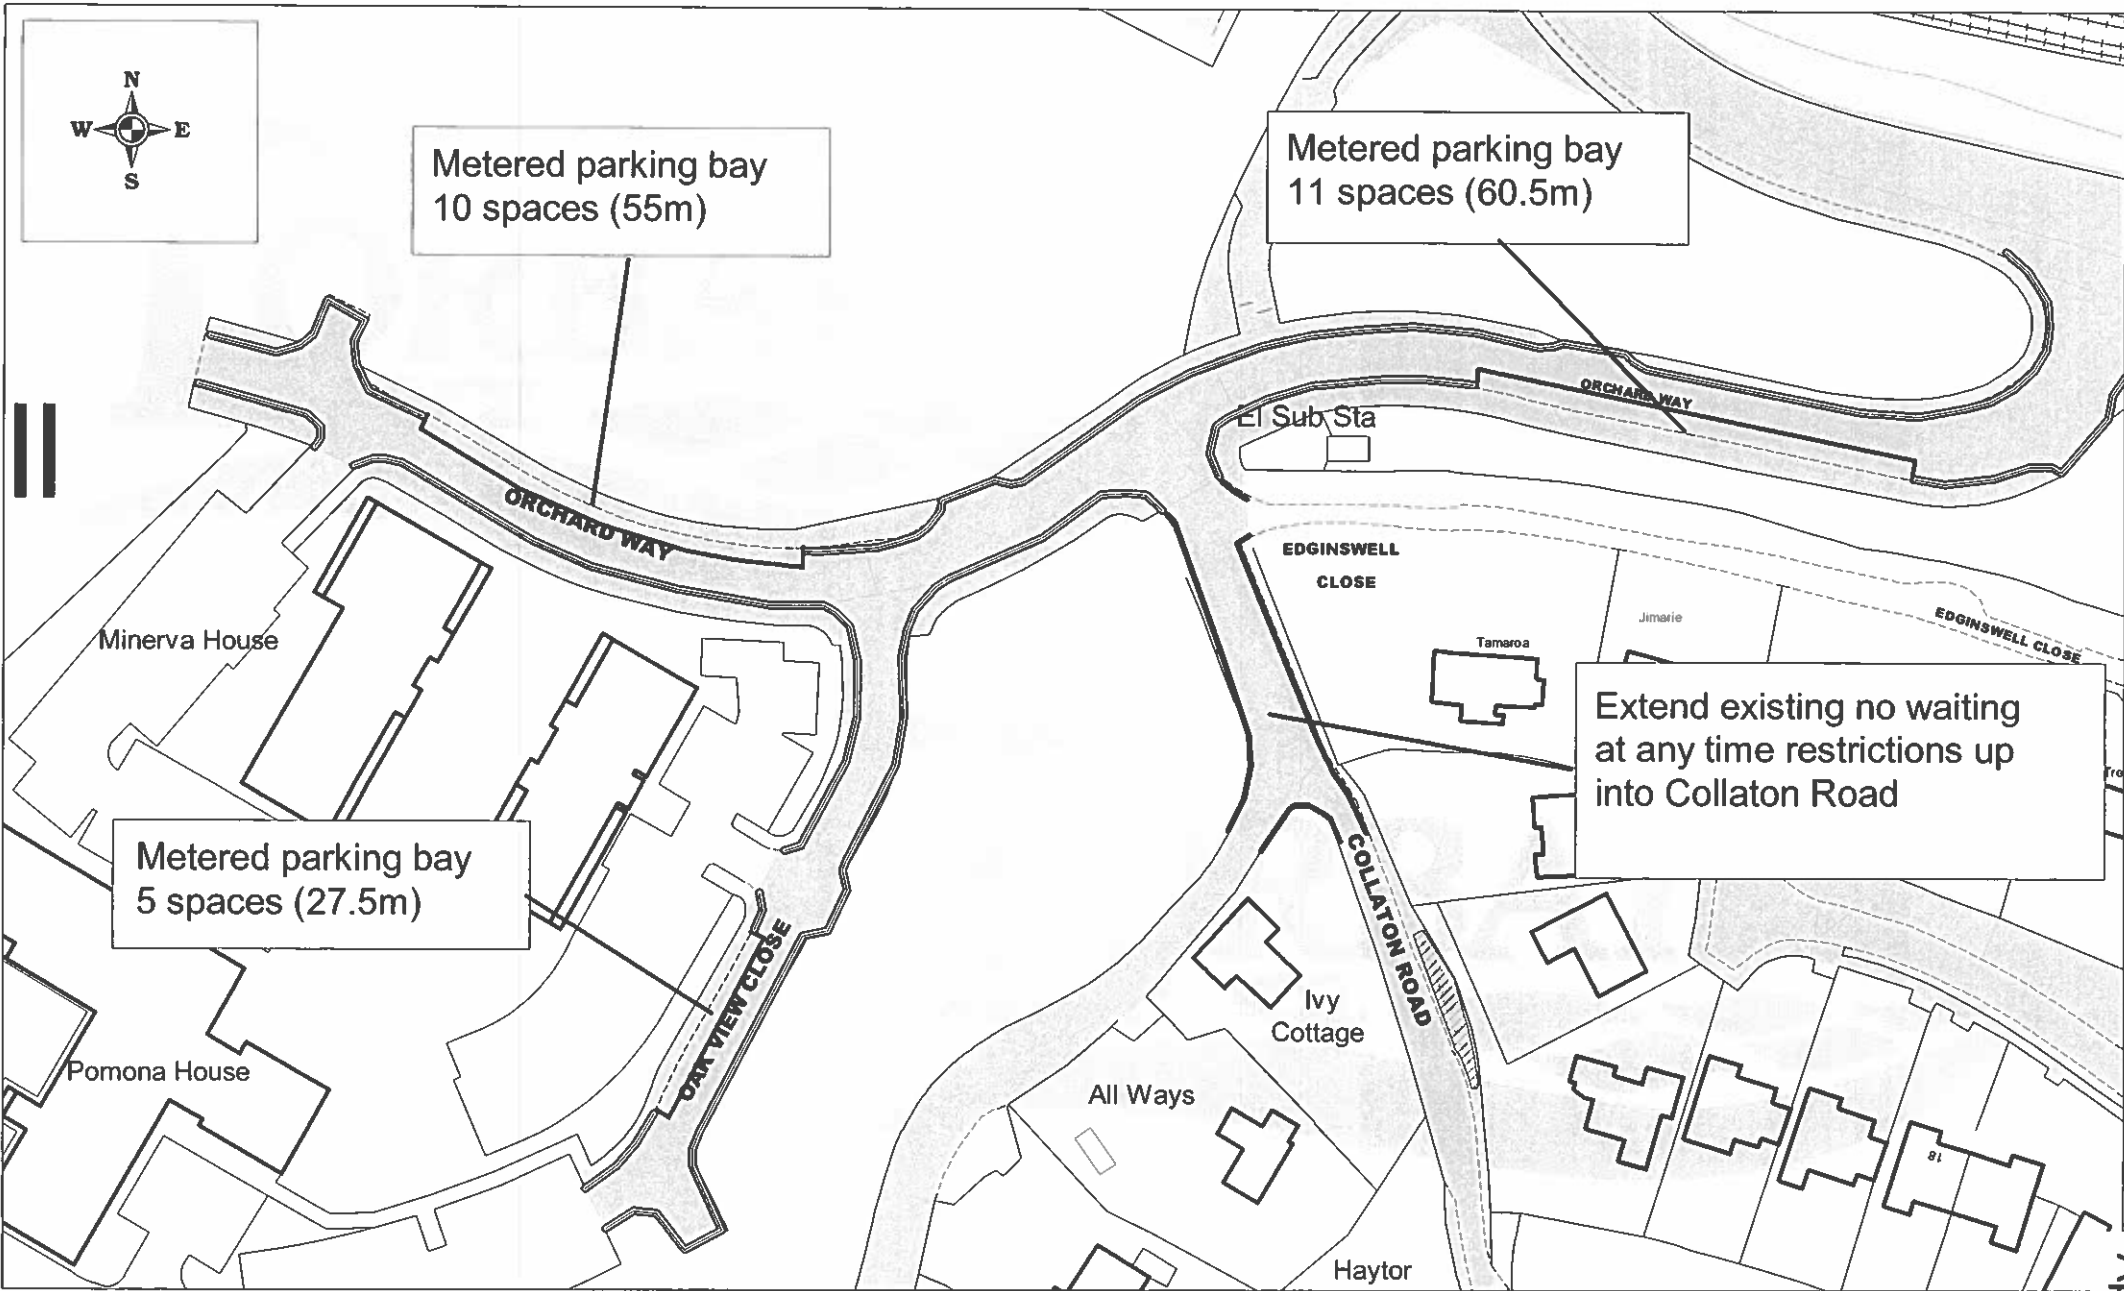 N
W E
S
Metered parking bay
10 spaces (55m)
Metered parking bay
11 spaces (60.5m)
ORCHARD WAY
El Sub Sta
ORCHARD WAY
EDGINSWELL
CLOSE
Minerva House
Jimarie
Tamaroa
EDGINSWELL CLOSE
Extend existing no waiting
at any time restrictions up
into Collaton Road
Metered parking bay
5 spaces (27.5m)
COLLATON ROAD
OAK VIEW CLOSE
Ivy
Cottage
Pomona House
All Ways
18
Haytor